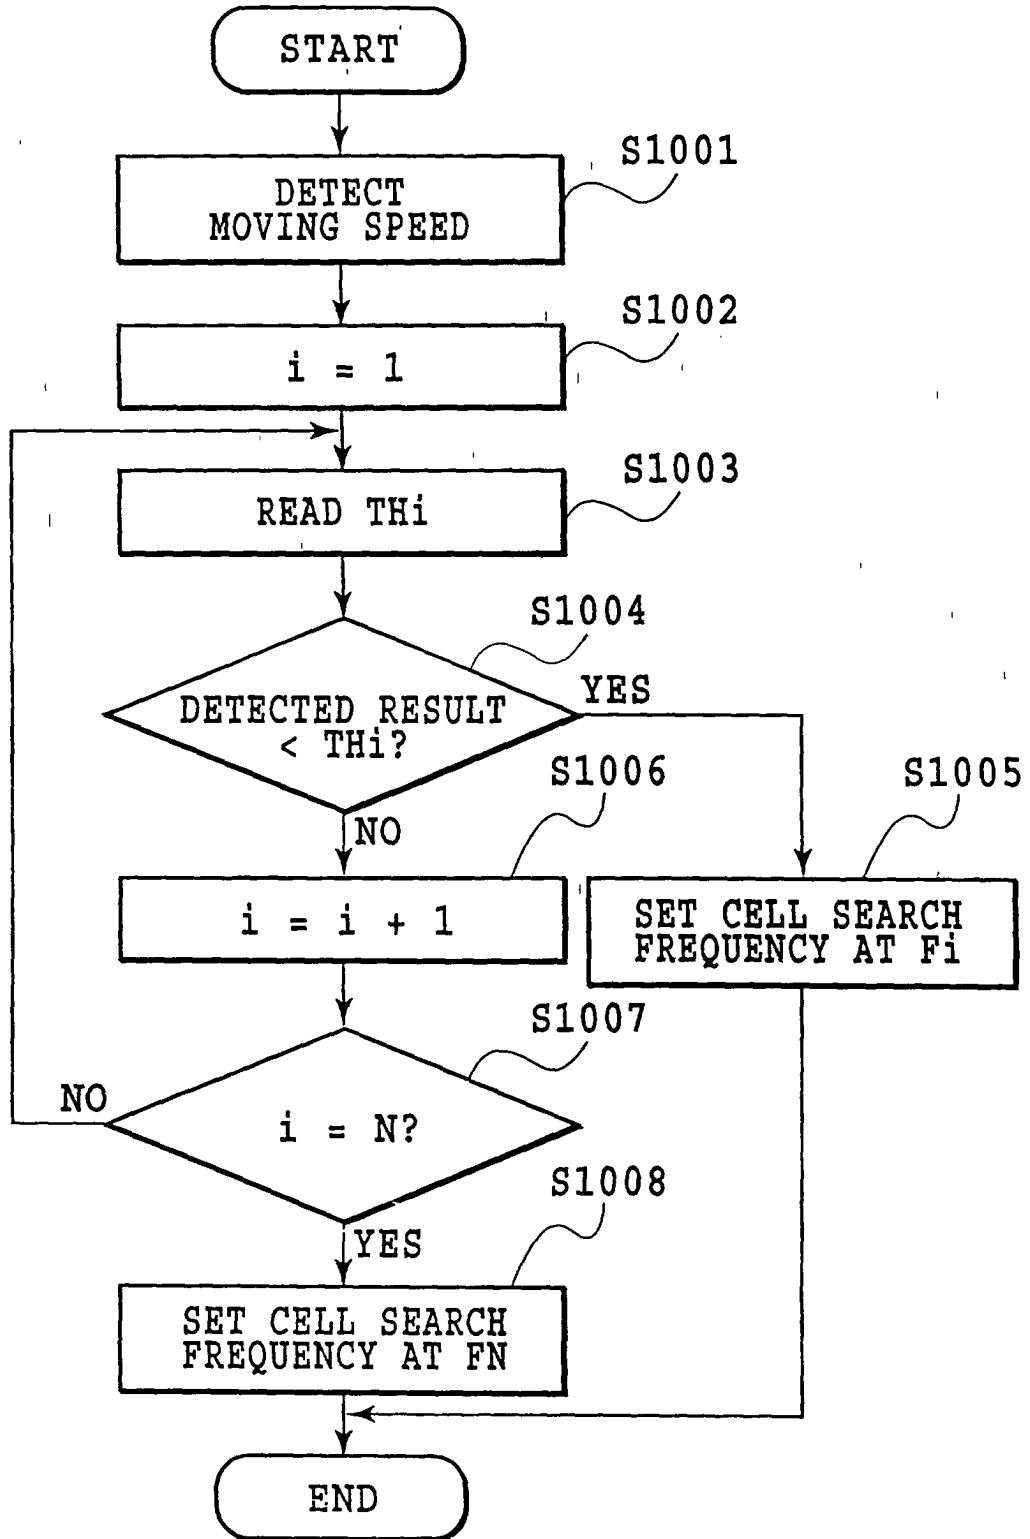 START
S1001
DETECT
MOVING SPEED
S1002
i = 1
S1003
READ THi
S1004
DETECTED RESULT
< THi?
YES
NO
S1006
S1005
i = i + 1
SET CELL SEARCH
FREQUENCY AT Fi
S1007
NO
i = N?
S1008
YES
SET CELL SEARCH
FREQUENCY AT FN
END